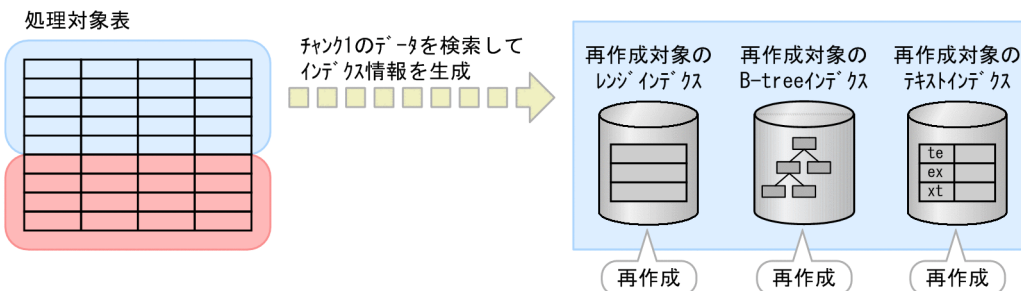 処理対象表
ﾁｬﾝｸ1のﾃﾞｰﾀを検索して
ｲﾝﾃﾞｸｽ情報を生成
再作成対象の
ﾚﾝｼﾞｲﾝﾃﾞｸｽ
再作成対象の
B-treeｲﾝﾃﾞｸｽ
再作成対象の
ﾃｷｽﾄｲﾝﾃﾞｸｽ
te
ex
xt
再作成
再作成
再作成